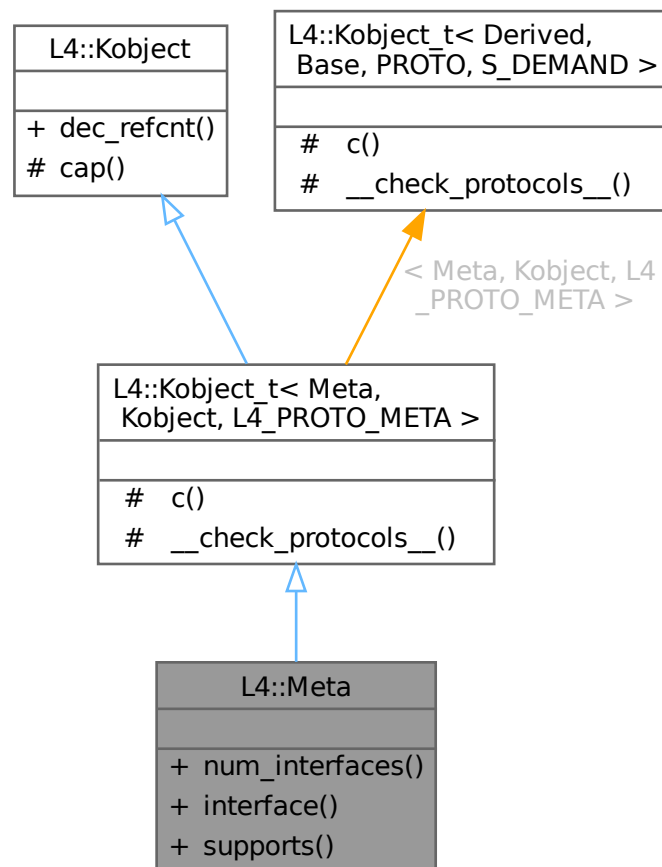 L4::Kobject
+ dec_refcnt()
# cap()
L4::Kobject_t< Derived,
Base, PROTO, S_DEMAND >
# c()
# __check_protocols__()
< Meta, Kobject, L4
_PROTO_META >
L4::Kobject_t< Meta,
Kobject, L4_PROTO_META >
# c()
# __check_protocols__()
L4::Meta
+ num_interfaces()
+ interface()
+ supports()